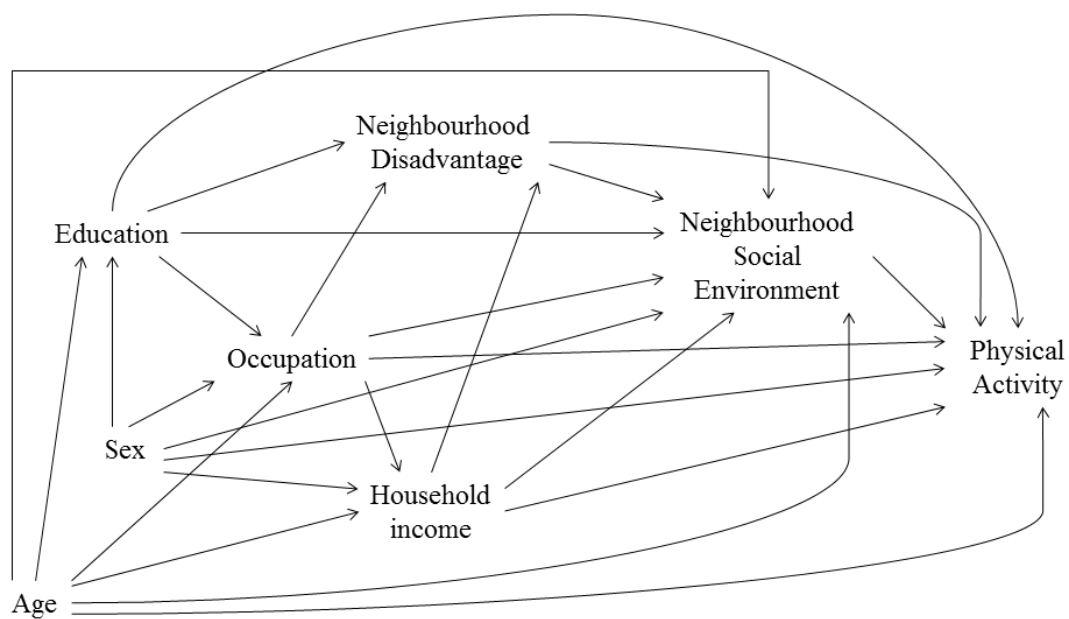 Neighbourhood
Disadvantage
Education
Neighbourhood
Social
Environment
Occupation
Physical
Activity
Sex
Household
income
Age